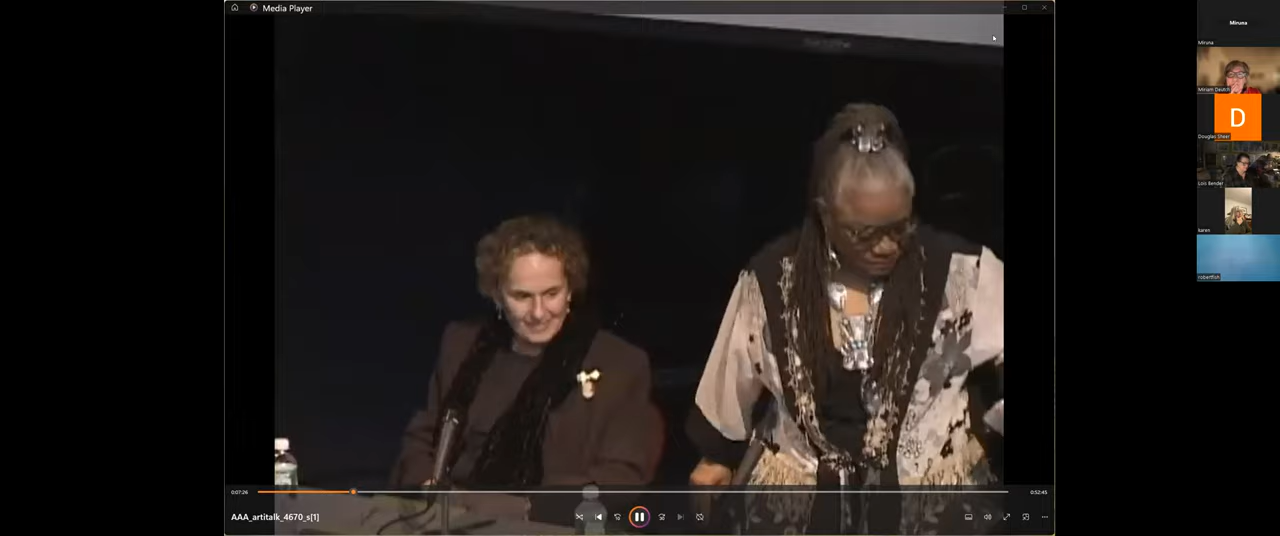 Media Player
Miruna
Miruna
Miriam Deutch
D
Douglas Sheer
Lois Bender
karen
robertfish
0:07:26
0:52:45
AAA_artitalk_4670_s[1]